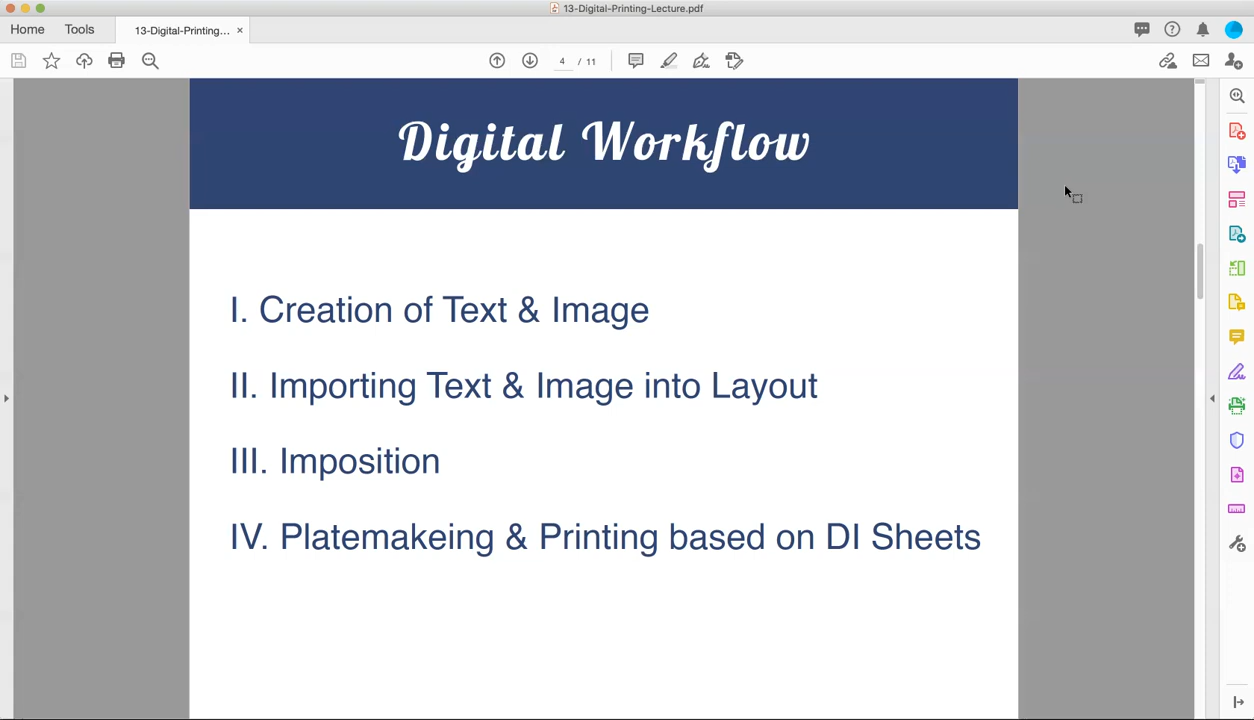 13-Digital-Printing-Lecture.pdf
Home Tools 13-Digital-Printing... ×
4 / 11
Digital Workflow
I. Creation of Text & Image
II. Importing Text & Image into Layout
III. Imposition
IV. Platemakeing & Printing based on DI Sheets